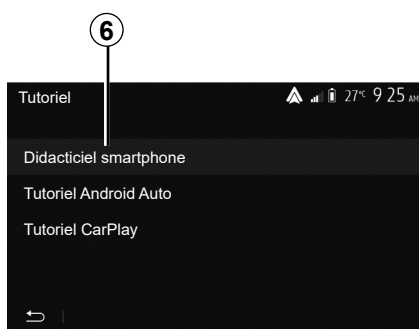 6
Tutoriel 27°C 9 25 AM
Didacticiel smartphone
Tutoriel Android Auto
Tutoriel CarPlay